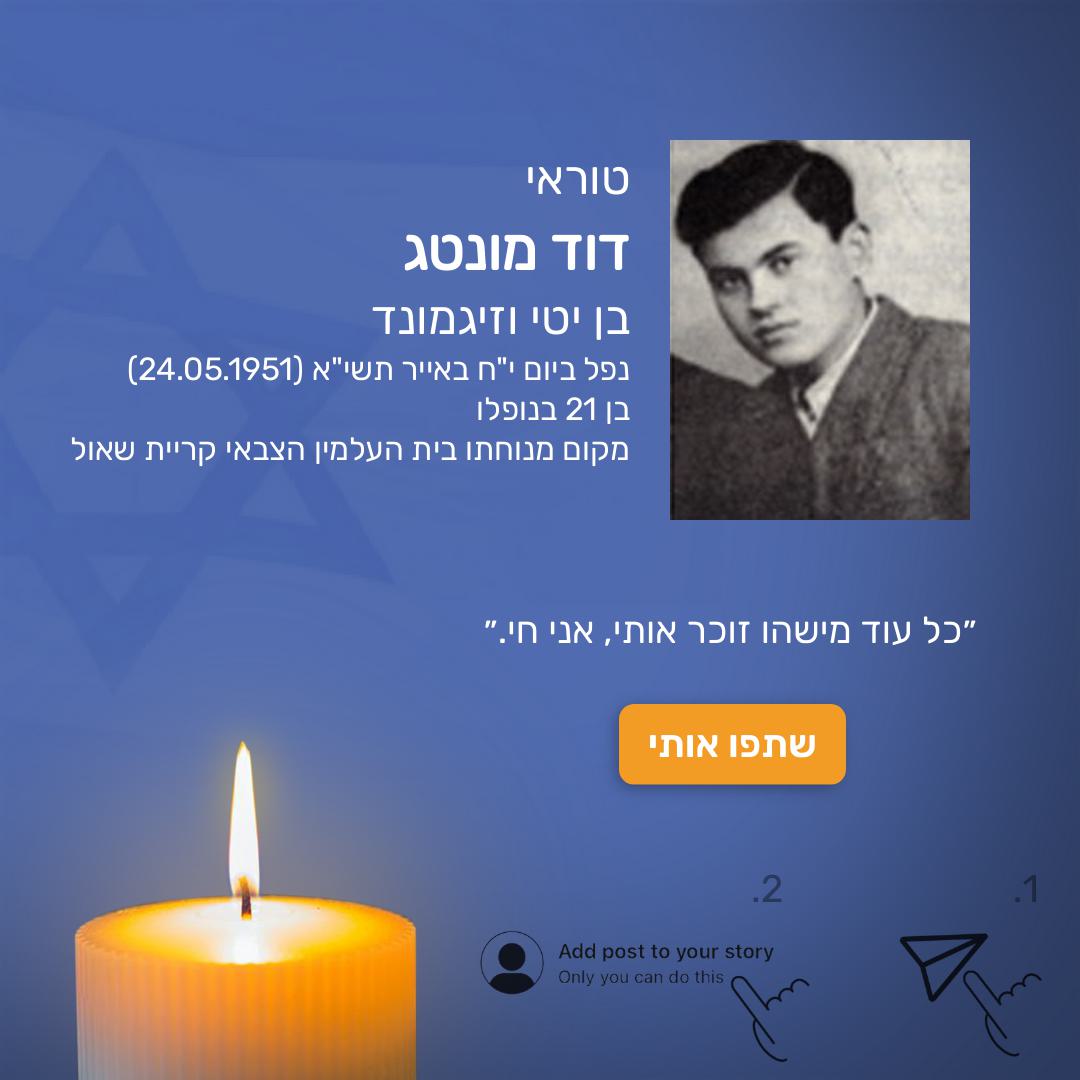 טוראי
דוד מונטג
בן יטי וזיגמונד
נפל ביום י"ח באייר תשי"א (24.05.1951)
בן 21 בנופלו
מקום מנוחתו בית העלמין הצבאי קריית שאול
״כל עוד מישהו זוכר אותי, אני חי.״
שתפו אותי
.1
.2
Add post to your story
Only you can do this